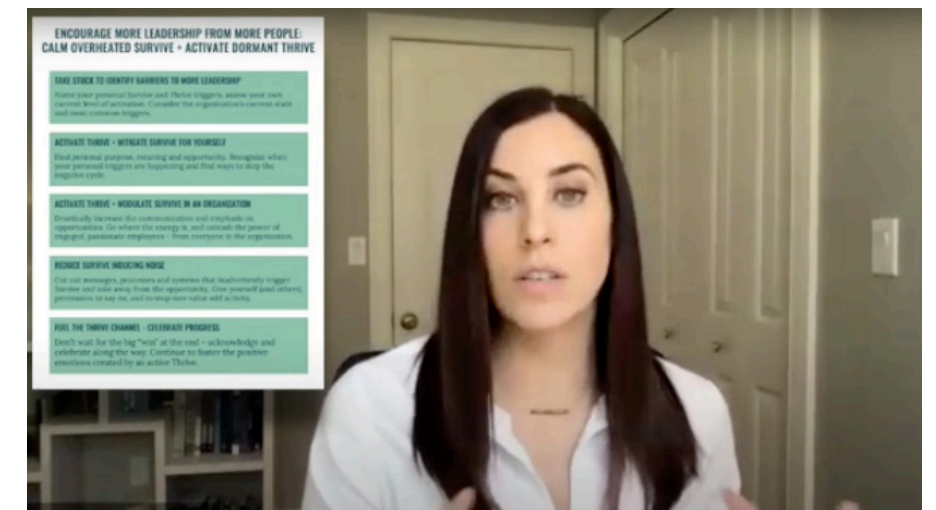 ENCOURAGE MORE LEADERSHIP FROM MORE PEOPLE:
CALM OVERHEATED SURVIVE + ACTIVATE DORMANT THRIVE
TAKE STOCK TO IDENTIFY BARRIERS TO MORE LEADERSHIP
Name your personal Survive and Thrive triggers, assess your own
current level of activation. Consider the organization's current state
and most common triggers.
ACTIVATE THRIVE + MITIGATE SURVIVE FOR YOURSELF
Find personal purpose, meaning and opportunity. Recognize when
your personal triggers are happening and find ways to stop the
negative cycle.
ACTIVATE THRIVE + MODULATE SURVIVE IN AN ORGANIZATION
Drastically increase the communication and emphasis on
opportunities. Go where the energy is, and unleash the power of
engaged, passionate employees - from everyone in the organization.
REDUCE SURVIVE INDUCING NOISE
Cut out messages, processes and systems that inadvertently trigger
Survive and take away from the opportunity. Give yourself (and others)
permission to say no, and to stop non-value add activity.
FUEL THE THRIVE CHANNEL - CELEBRATE PROGRESS
Don't wait for the big "win" at the end – acknowledge and
celebrate along the way. Continue to foster the positive
emotions created by an active Thrive.